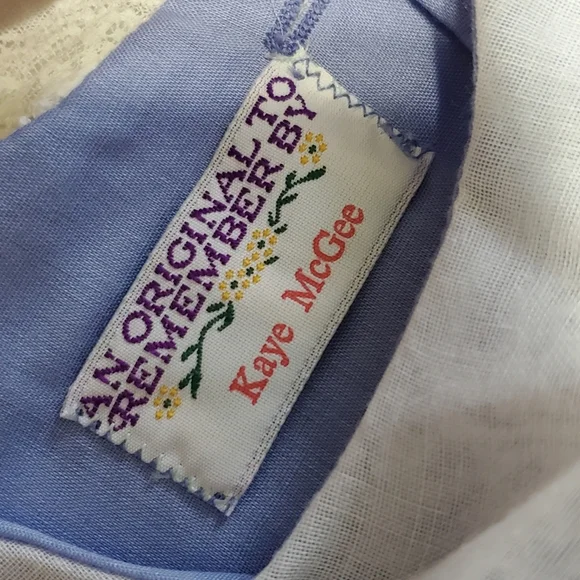 AN ORIGINAL TO
REMEMBER BY
Kaye McGee